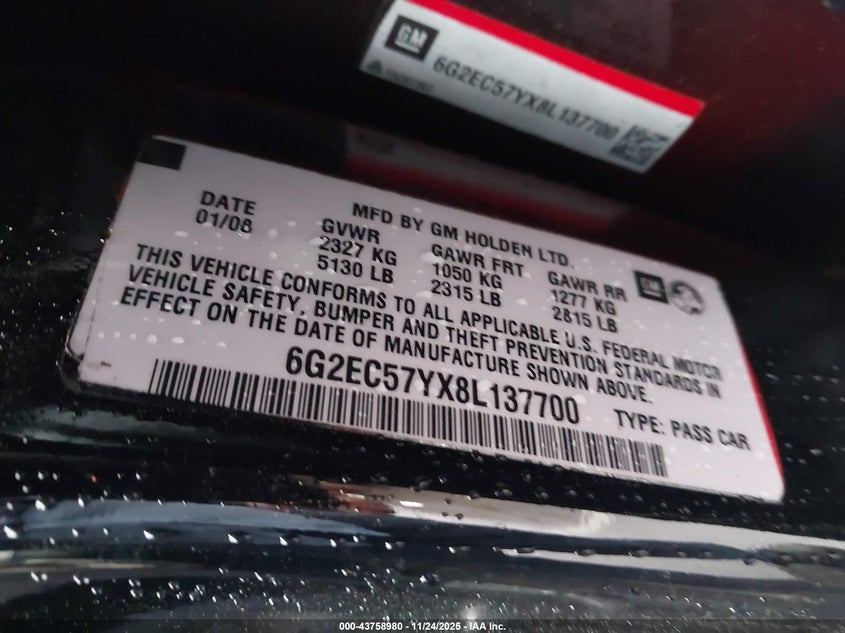 GM
6G2EC57YX8L137700
DATE
01/08
MFD BY GM HOLDEN LTD.
GVWR
2327 KG
5130 LB
GAWR FRT
1050 KG
2315 LB
GAWR RR
1277 KG
2815 LB
GM
THIS VEHICLE CONFORMS TO ALL APPLICABLE U.S. FEDERAL MOTOR
VEHICLE SAFETY, BUMPER AND THEFT PREVENTION STANDARDS IN
EFFECT ON THE DATE OF MANUFACTURE SHOWN ABOVE.
6G2EC57YX8L137700
TYPE: PASS CAR
000-43758980 - 11/24/2025 - IAA Inc.